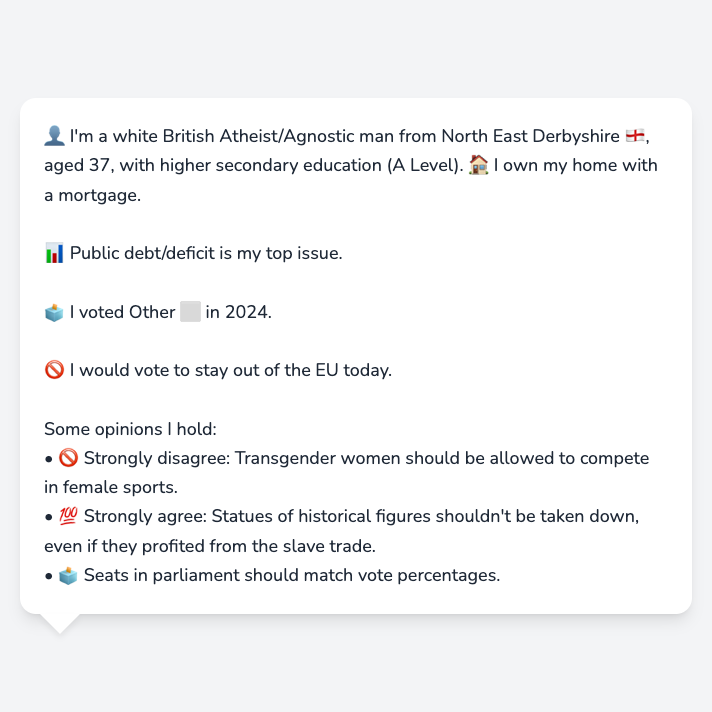 👤 I'm a white British Atheist/Agnostic man from North East Derbyshire 🏴󠁧󠁢󠁥󠁮󠁧󠁿,
aged 37, with higher secondary education (A Level). 🏠 I own my home with
a mortgage.
📊 Public debt/deficit is my top issue.
🗳️ I voted Other ⬜ in 2024.
🚫 I would vote to stay out of the EU today.
Some opinions I hold:
• 🚫 Strongly disagree: Transgender women should be allowed to compete
in female sports.
• 💯 Strongly agree: Statues of historical figures shouldn't be taken down,
even if they profited from the slave trade.
• 🗳️ Seats in parliament should match vote percentages.